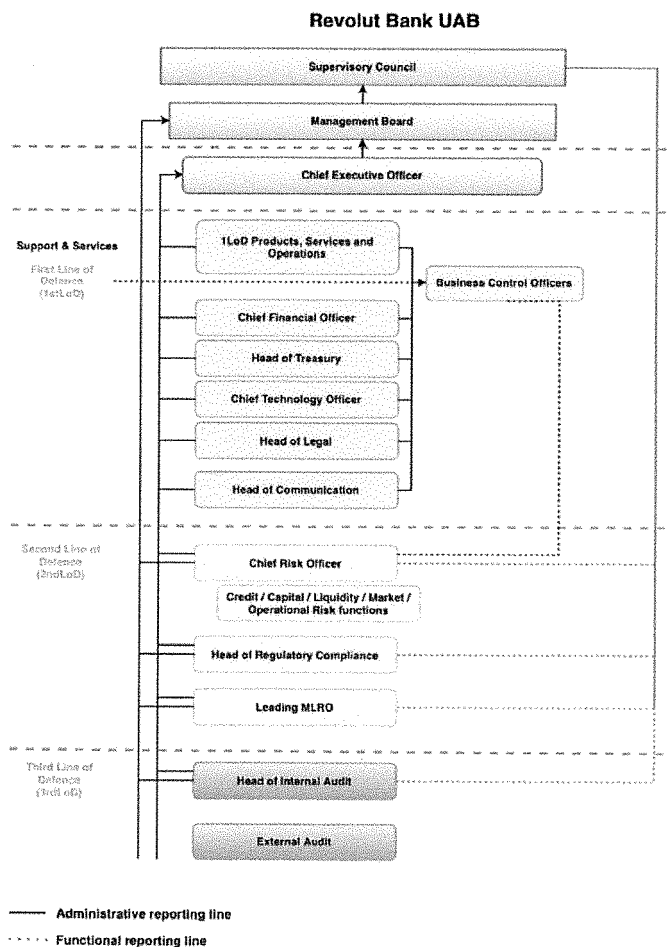 Revolut Bank UAB
Supervisory Council
Management Board
Chief Executive Officer
Support & Services
First Line of
Defence
(1stLoD)
1LoD Products, Services and
Operations
Business Control Officers
Chief Financial Officer
Head of Treasury
Chief Technology Officer
Head of Legal
Head of Communication
Second Line of
Defence
(2ndLoD)
Chief Risk Officer
Credit / Capital / Liquidity / Market /
Operational Risk functions
Head of Regulatory Compliance
Leading MLRO
Third Line of
Defence
(3rdLoD)
Head of Internal Audit
External Audit
Administrative reporting line
Functional reporting line